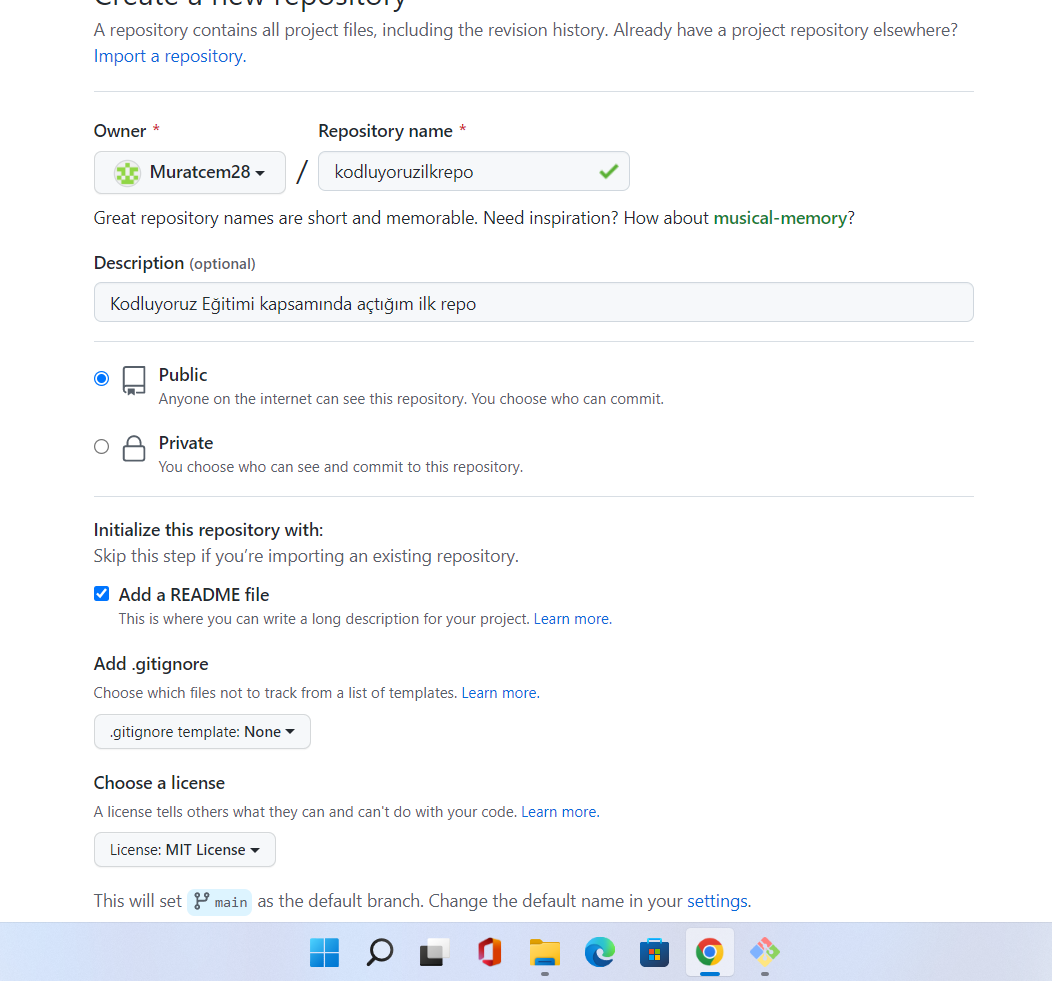 Create a new repository
A repository contains all project files, including the revision history. Already have a project repository elsewhere?
Import a repository.
Owner *
Repository name *
Muratcem28
/
kodluyoruzilkrepo
Great repository names are short and memorable. Need inspiration? How about musical-memory?
Description (optional)
Kodluyoruz Eğitimi kapsamında açtığım ilk repo
Public
Anyone on the internet can see this repository. You choose who can commit.
Private
You choose who can see and commit to this repository.
Initialize this repository with:
Skip this step if you’re importing an existing repository.
Add a README file
This is where you can write a long description for your project. Learn more.
Add .gitignore
Choose which files not to track from a list of templates. Learn more.
.gitignore template: None
Choose a license
A license tells others what they can and can't do with your code. Learn more.
License: MIT License
This will set main as the default branch. Change the default name in your settings.